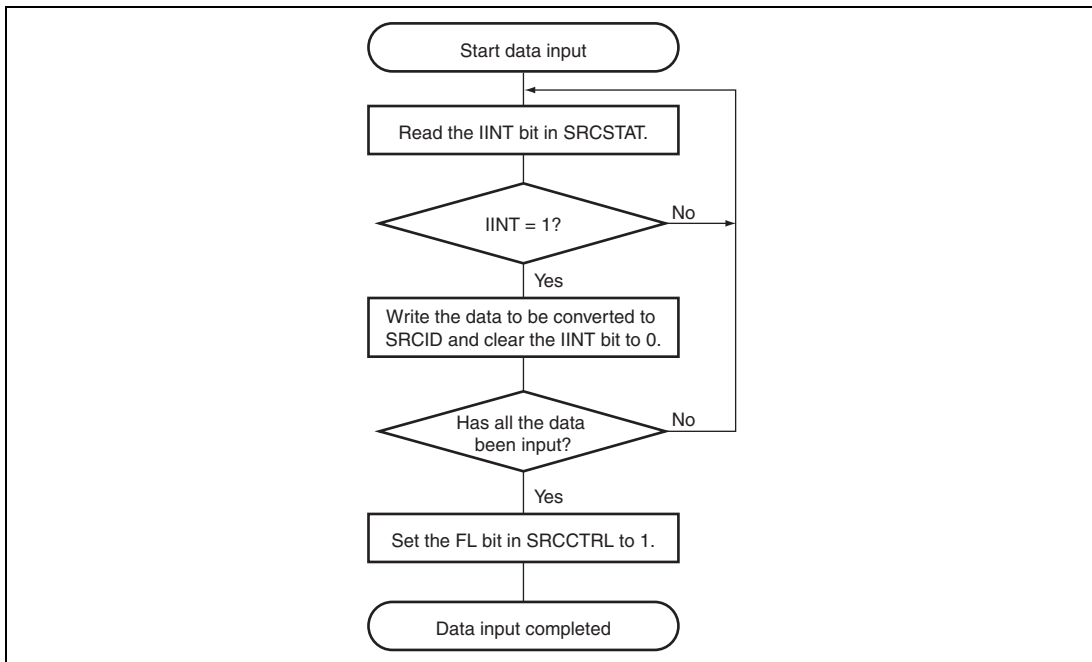 Start data input
Read the IINT bit in SRCSTAT.
IINT = 1?
No
Yes
Write the data to be converted to
SRCID and clear the IINT bit to 0.
Has all the data
been input?
No
Yes
Set the FL bit in SRCCTRL to 1.
Data input completed